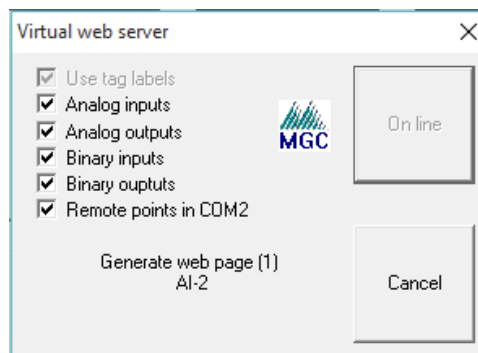 Virtual web server
Use tag labels
Analog inputs
Analog outputs
Binary inputs
Binary ouptuts
Remote points in COM2
MGC
On line
Generate web page (1)
AI-2
Cancel